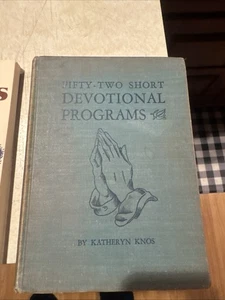 FIFTY-TWO SHORT
DEVOTIONAL
PROGRAMS
BY KATHERYN KNOS